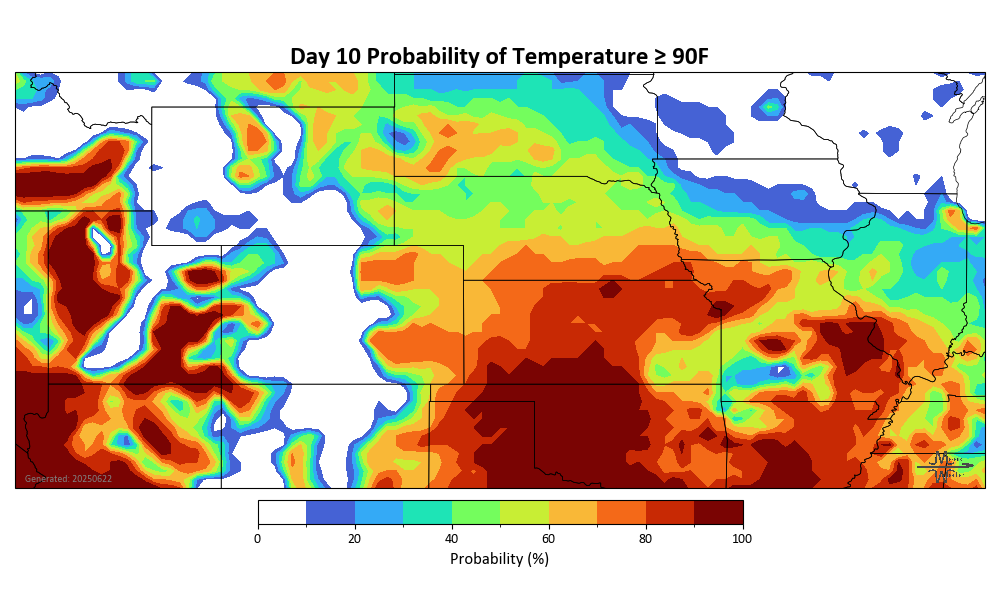 Day 10 Probability of Temperature ≥ 90F
Generated: 20250622
0 20 40 60 80 100
Probability (%)